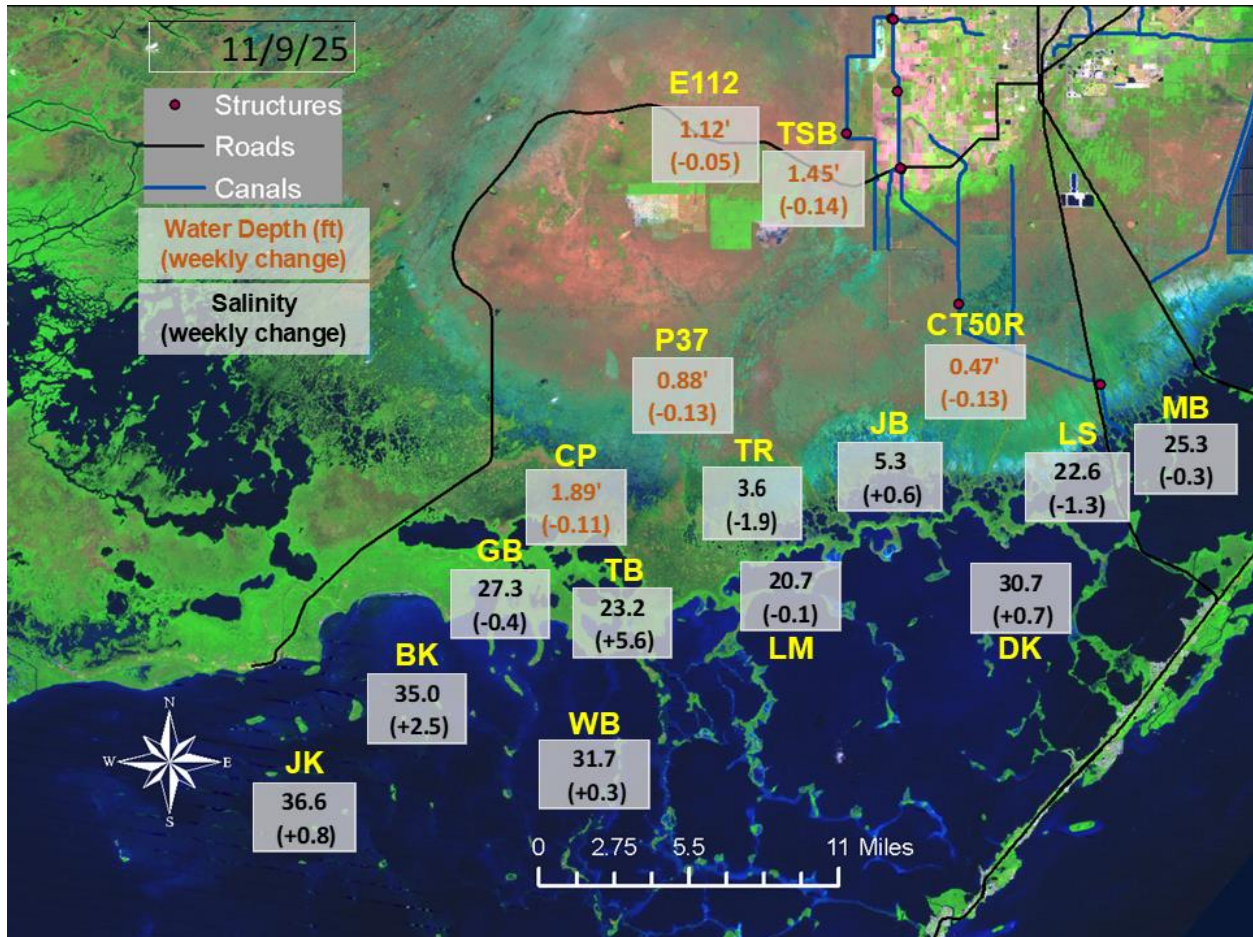 11/9/25
Structures
Roads
Canals
Water Depth (ft)
(weekly change)
Salinity
(weekly change)
E112
1.12'
(-0.05)
TSB
1.45'
(-0.14)
P37
0.88'
(-0.13)
CT50R
0.47'
(-0.13)
CP
1.89'
(-0.11)
TR
3.6
(-1.9)
JB
5.3
(+0.6)
LS
22.6
(-1.3)
MB
25.3
(-0.3)
GB
27.3
(-0.4)
TB
23.2
(+5.6)
20.7
(-0.1)
LM
30.7
(+0.7)
DK
BK
35.0
(+2.5)
WB
31.7
(+0.3)
JK
36.6
(+0.8)
N
W E
S
0 2.75 5.5 11 Miles